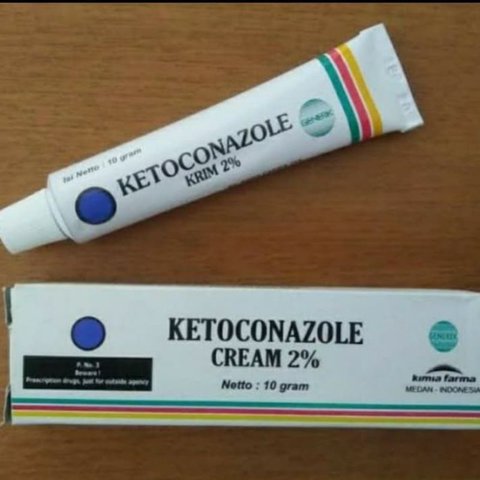 Isi Netto : 10 gram
KETOCONAZOLE
KRIM 2%
GENERIK
KETOCONAZOLE
CREAM 2%
Netto : 10 gram
P. No. 3
Beware !
Prescription drugs, just for outside agency
GENERIK
kimia farma
MEDAN - INDONESIA